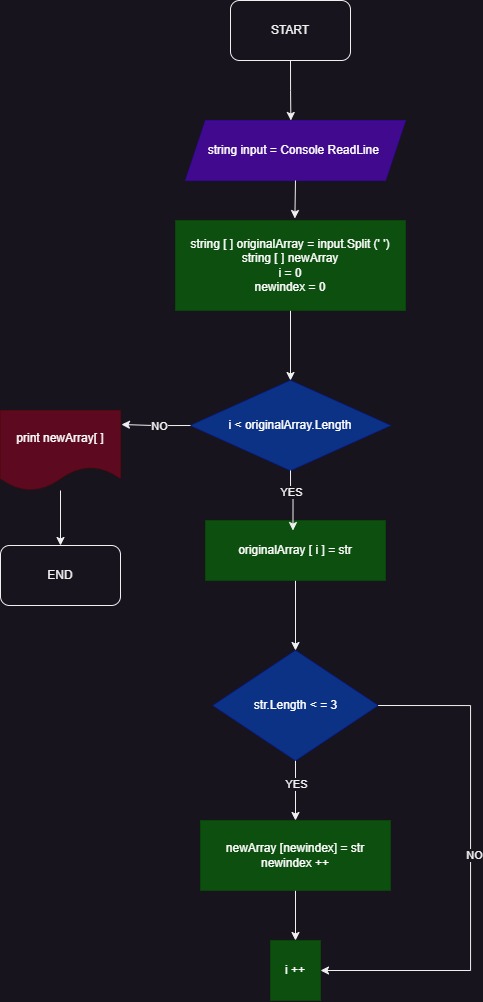 START
string input = Console ReadLine
string [ ] originalArray = input.Split (' ')
string [ ] newArray
i = 0
newindex = 0
i < originalArray.Length
NO
print newArray[ ]
END
YES
originalArray [ i ] = str
str.Length < = 3
YES
newArray [newindex] = str
newindex ++
NO
i ++